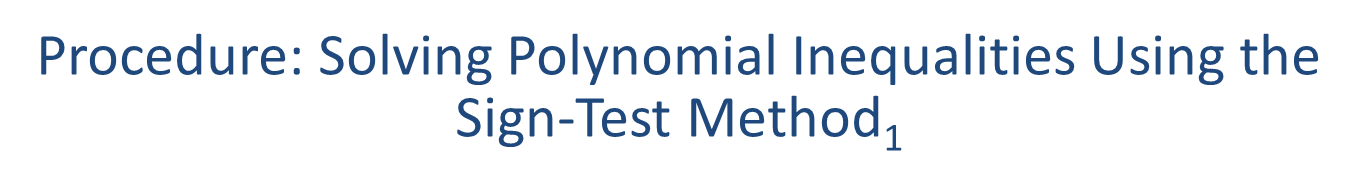 Procedure: Solving Polynomial Inequalities Using the
Sign-Test Method₁